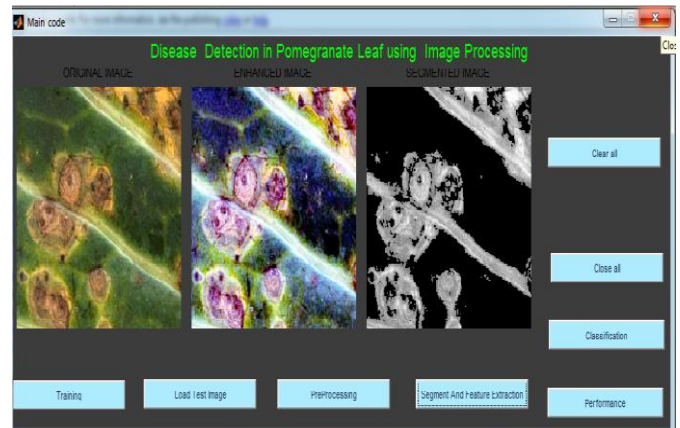 Main code
Clos
Disease Detection in Pomegranate Leaf using Image Processing
ORIGINAL IMAGE
ENHANCED IMAGE
SEGMENTED IMAGE
Clear all
Close all
Classification
Training
Load Test Image
PreProcessing
Segment And Feature Extraction
Performance